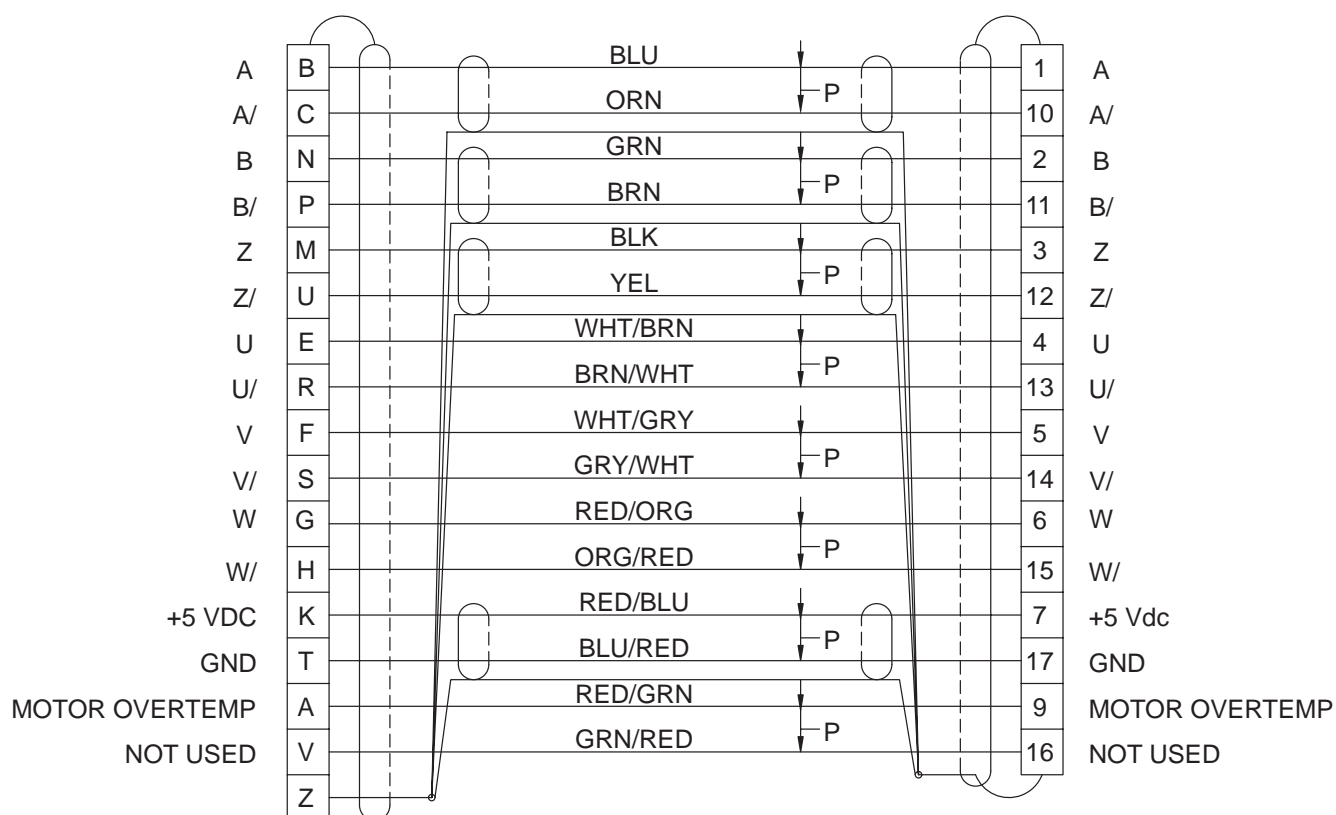 A B BLU 1 A
P
A/ C ORN 10 A/
B N GRN 2 B
P
B/ P BRN 11 B/
Z M BLK 3 Z
P
Z/ U YEL 12 Z/
U E WHT/BRN 4 U
P
U/ R BRN/WHT 13 U/
V F WHT/GRY 5 V
P
V/ S GRY/WHT 14 V/
W G RED/ORG 6 W
P
W/ H ORG/RED 15 W/
+5 VDC K RED/BLU 7 +5 Vdc
P
GND T BLU/RED 17 GND
MOTOR OVERTEMP A RED/GRN 9 MOTOR OVERTEMP
P
NOT USED V GRN/RED 16 NOT USED
Z